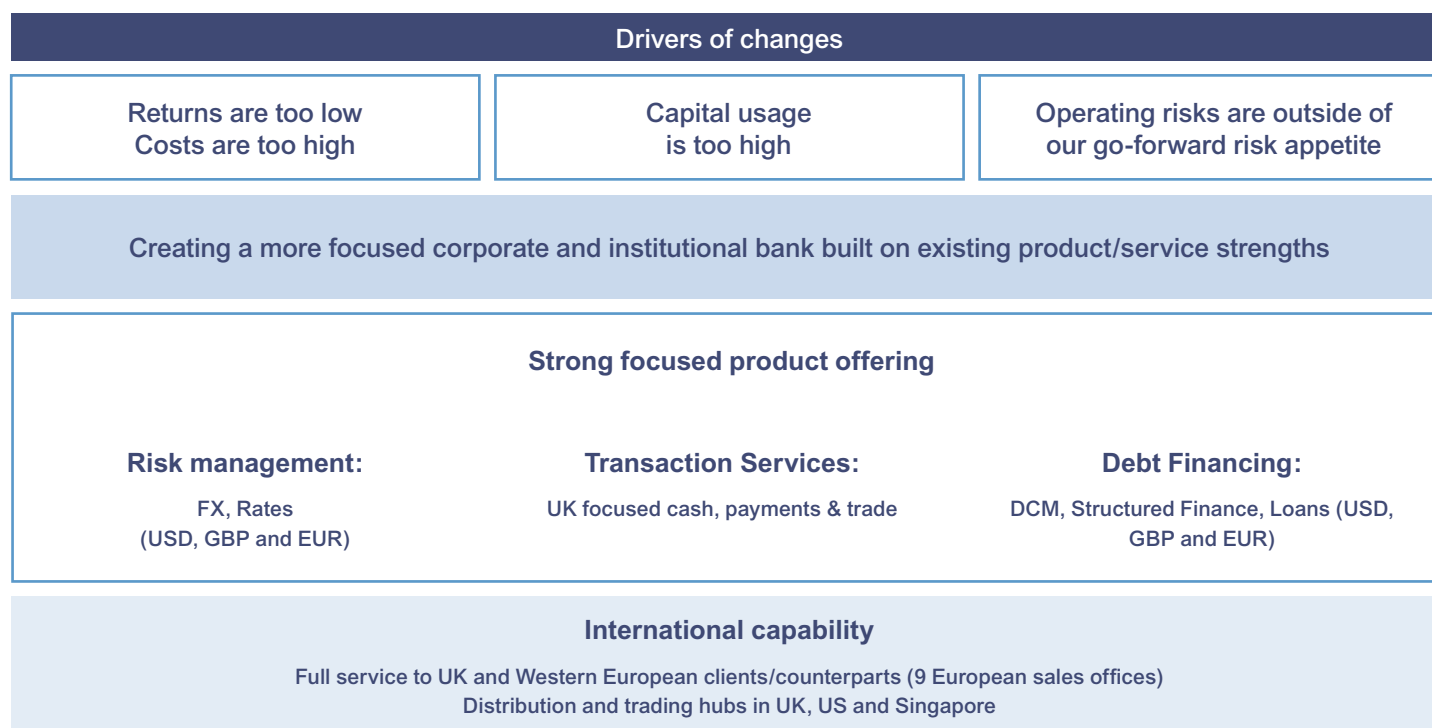 Drivers of changes
Returns are too low
Costs are too high
Capital usage
is too high
Operating risks are outside of
our go-forward risk appetite
Creating a more focused corporate and institutional bank built on existing product/service strengths
Strong focused product offering
Risk management:
FX, Rates
(USD, GBP and EUR)
Transaction Services:
UK focused cash, payments & trade
Debt Financing:
DCM, Structured Finance, Loans (USD,
GBP and EUR)
International capability
Full service to UK and Western European clients/counterparts (9 European sales offices)
Distribution and trading hubs in UK, US and Singapore